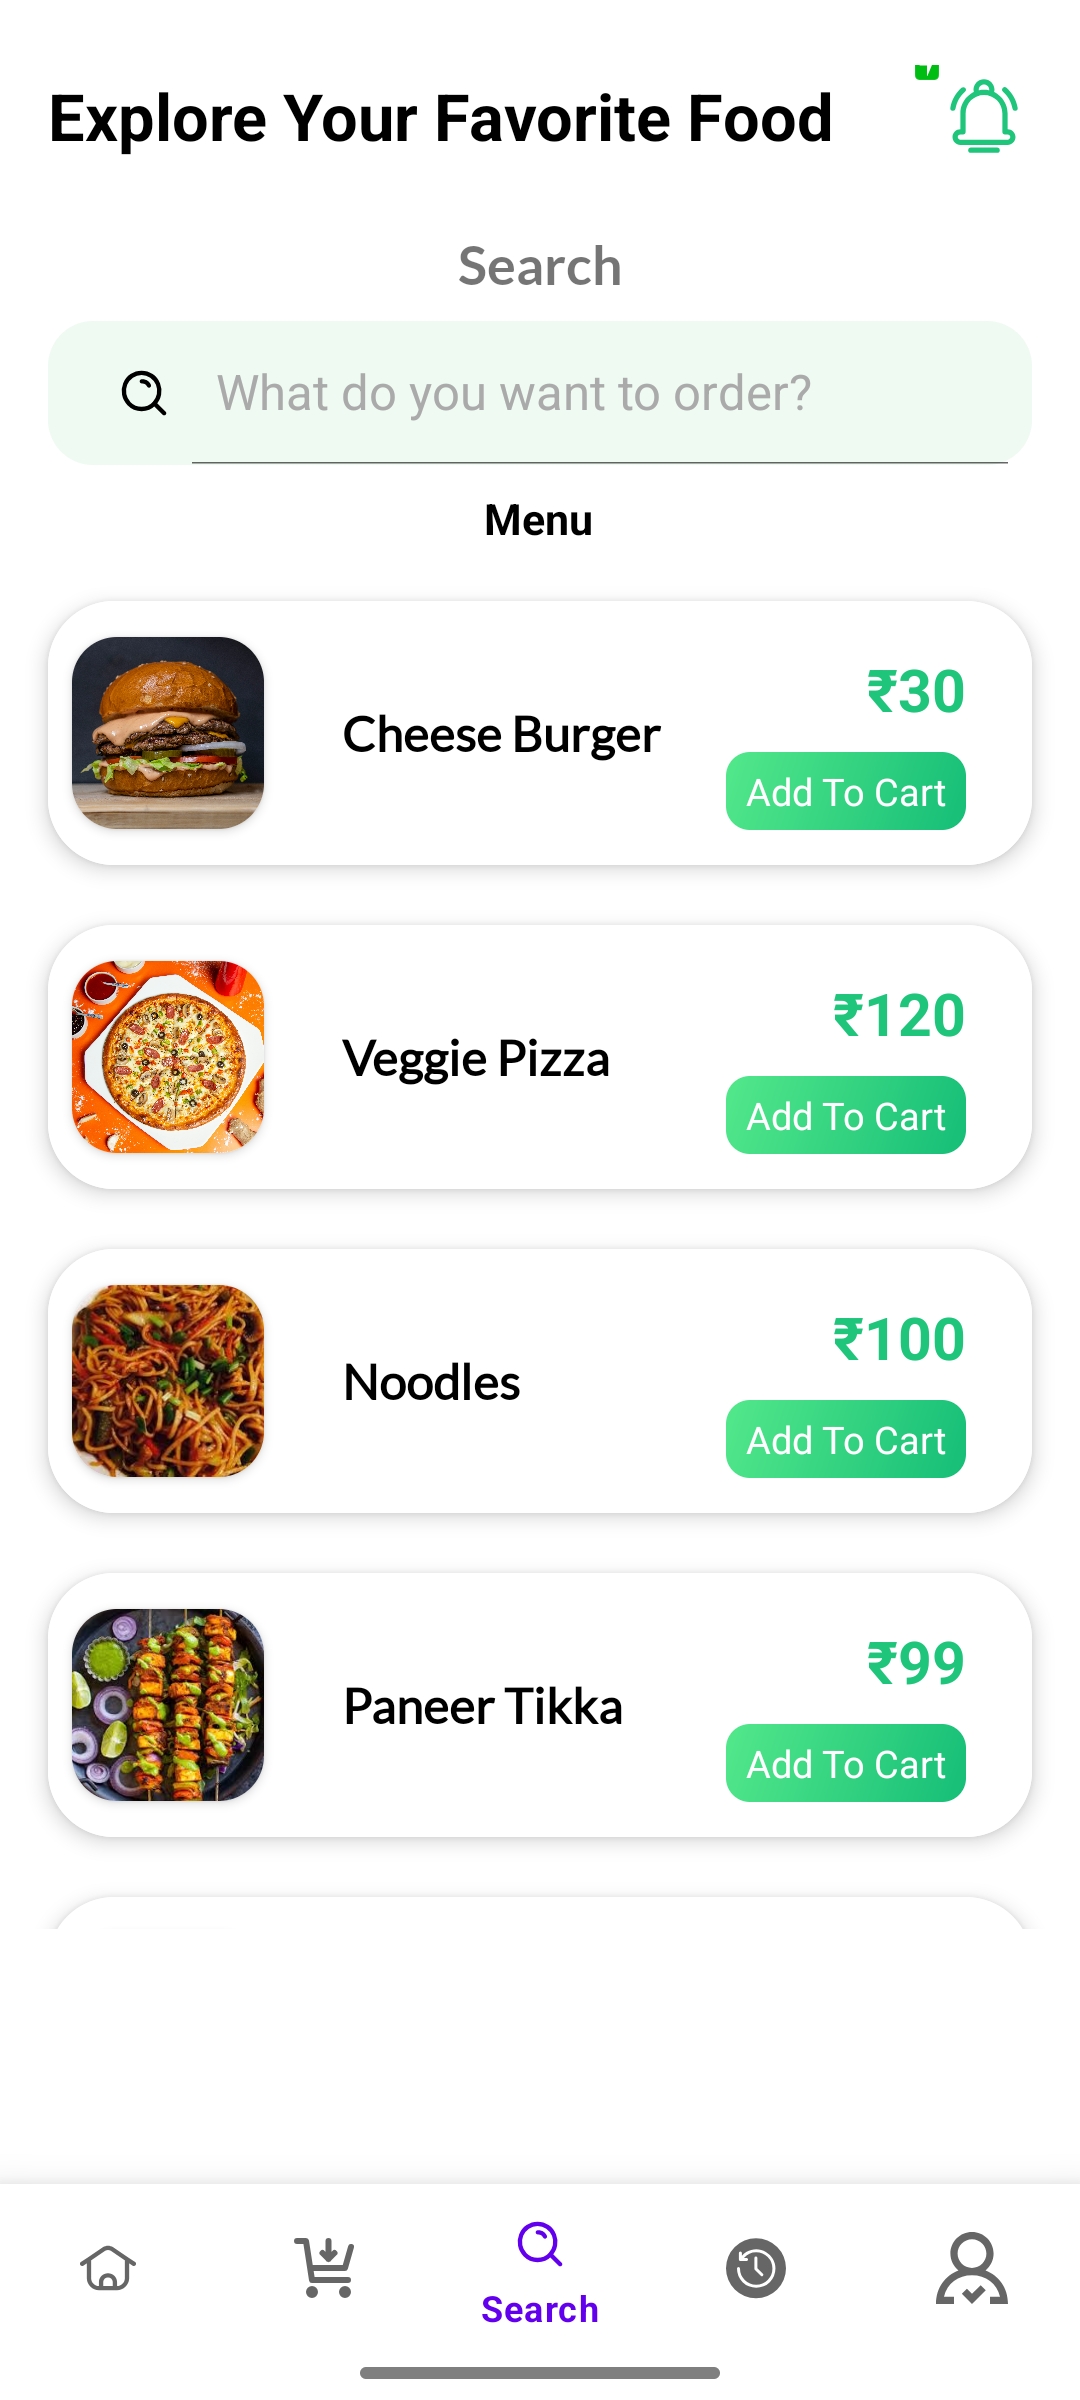 Explore Your Favorite Food
Search
What do you want to order?
Menu
Cheese Burger
₹30
Add To Cart
Veggie Pizza
₹120
Add To Cart
Noodles
₹100
Add To Cart
Paneer Tikka
₹99
Add To Cart
Search